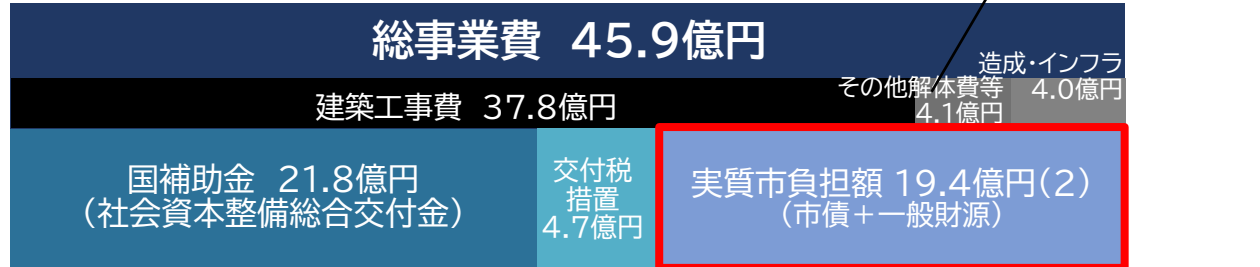 総事業費 45.9億円
建築工事費 37.8億円
その他解体費等
4.1億円
造成・インフラ
4.0億円
国補助金 21.8億円
（社会資本整備総合交付金）
交付税
措置
4.7億円
実質市負担額 19.4億円(2)
（市債＋一般財源）